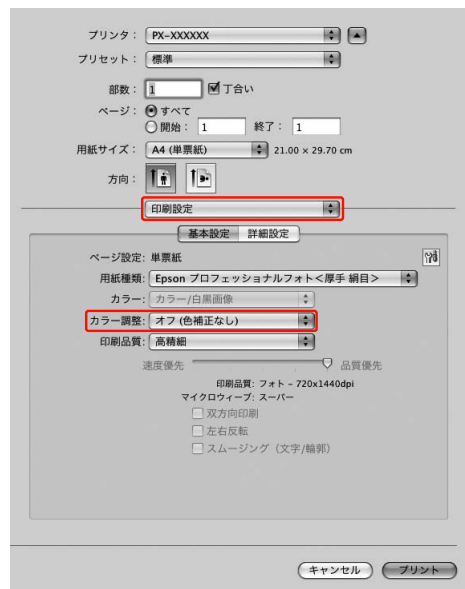 プリンタ： PX-XXXXXX
プリセット： 標準
部数： 1 丁合い
ページ： すべて
開始： 1 終了： 1
用紙サイズ： A4 (単票紙) 21.00 × 29.70 cm
方向：
印刷設定
基本設定 詳細設定
ページ設定: 単票紙
用紙種類: Epson プロフェッショナルフォト＜厚手 絹目＞
カラー: カラー/白黒画像
カラー調整: オフ (色補正なし)
印刷品質: 高精細
速度優先 品質優先
印刷品質: フォト - 720x1440dpi
マイクロウィーブ: スーパー
双方向印刷
左右反転
スムージング（文字/輪郭）
キャンセル プリント